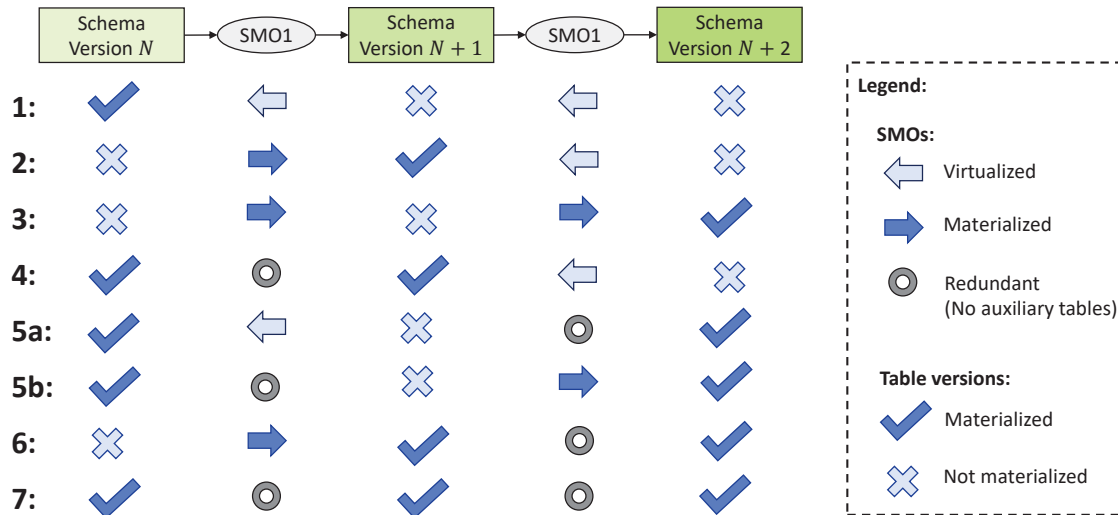 Schema
Version N
SMO1
Schema
Version N + 1
SMO1
Schema
Version N + 2
1:
2:
3:
4:
5a:
5b:
6:
7:
Legend:
SMOs:
Virtualized
Materialized
Redundant
(No auxiliary tables)
Table versions:
Materialized
Not materialized